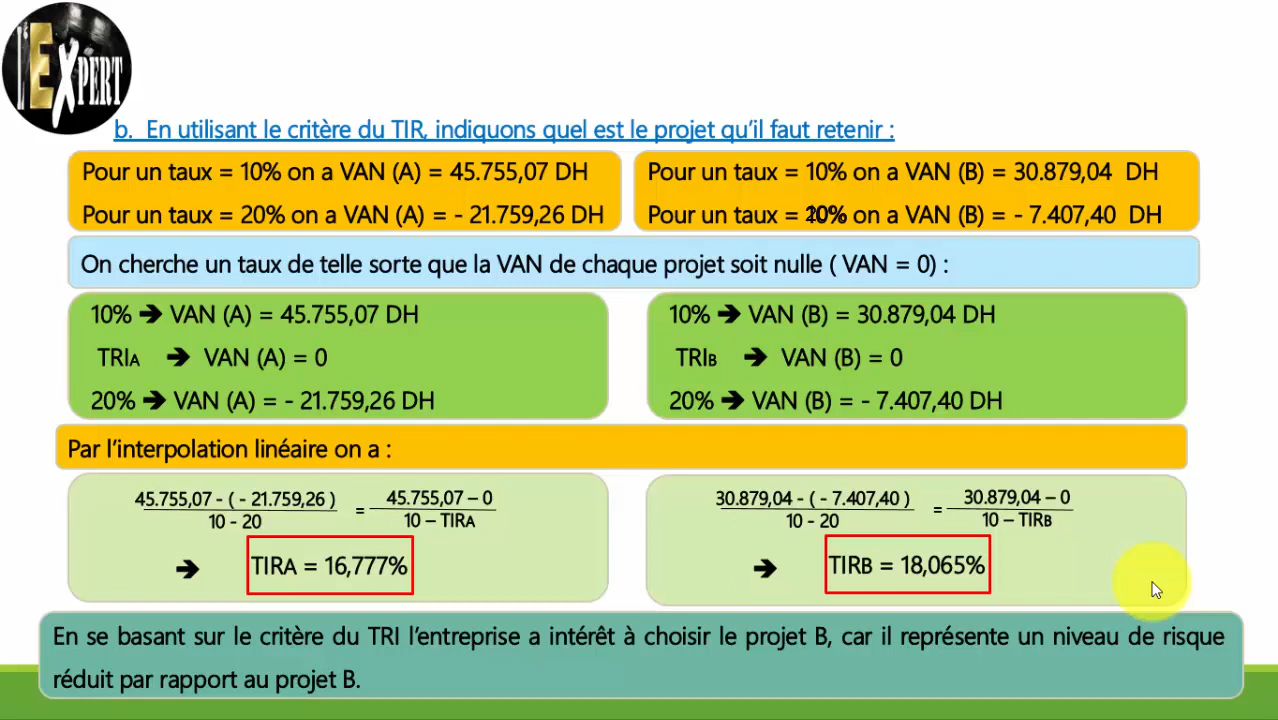 l'Expert
b. En utilisant le critère du TIR, indiquons quel est le projet qu'il faut retenir :
Pour un taux = 10% on a VAN (A) = 45.755,07 DH
Pour un taux = 20% on a VAN (A) = - 21.759,26 DH
Pour un taux = 10% on a VAN (B) = 30.879,04 DH
Pour un taux = 20% on a VAN (B) = - 7.407,40 DH
On cherche un taux de telle sorte que la VAN de chaque projet soit nulle ( VAN = 0) :
10% ➔ VAN (A) = 45.755,07 DH
TRIA ➔ VAN (A) = 0
20% ➔ VAN (A) = - 21.759,26 DH
10% ➔ VAN (B) = 30.879,04 DH
TRIB ➔ VAN (B) = 0
20% ➔ VAN (B) = - 7.407,40 DH
Par l'interpolation linéaire on a :
45.755,07 - ( - 21.759,26 )
10 - 20
=
45.755,07 – 0
10 – TIRA
➔ TIRA = 16,777%
30.879,04 - ( - 7.407,40 )
10 - 20
=
30.879,04 – 0
10 – TIRB
➔ TIRB = 18,065%
En se basant sur le critère du TRI l'entreprise a intérêt à choisir le projet B, car il représente un niveau de risque
réduit par rapport au projet B.